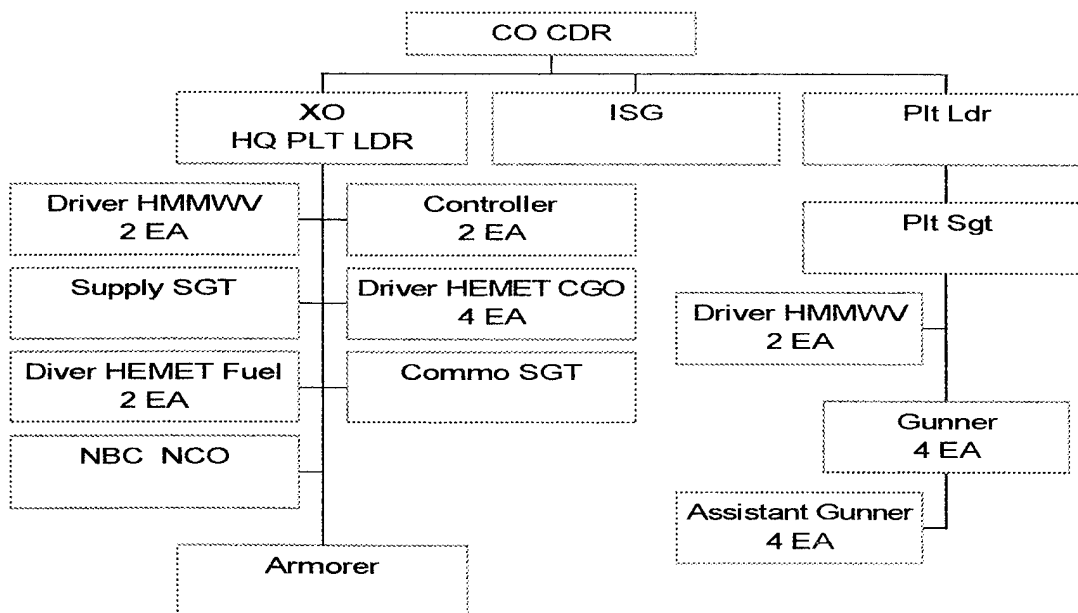 CO CDR
XO
HQ PLT LDR
ISG
Plt Ldr
Driver HMMWV
2 EA
Controller
2 EA
Plt Sgt
Supply SGT
Driver HEMET CGO
4 EA
Driver HMMWV
2 EA
Diver HEMET Fuel
2 EA
Commo SGT
Gunner
4 EA
NBC NCO
Assistant Gunner
4 EA
Armorer